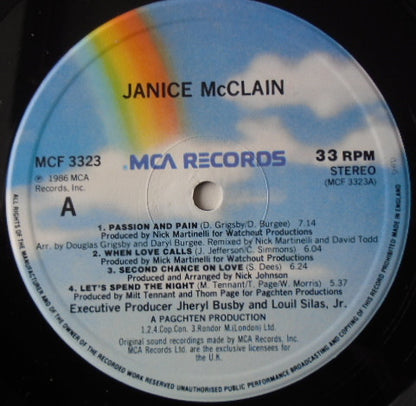 JANICE McCLAIN
MCF 3323
MCA RECORDS
33 RPM
℗ 1986 MCA
Records, Inc.
STEREO
(MCF 3323A)
A
1. PASSION AND PAIN (D. Grigsby/D. Burgee) 7.14
Produced by Nick Martinelli for Watchout Productions
Arr. by Douglas Grigsby and Daryl Burgee. Remixed by Nick Martinelli and David Todd
2. WHEN LOVE CALLS (J. Jefferson/C. Simmons) 6.04
Produced by Mick Martinelli for Watchout Productions
3. SECOND CHANCE ON LOVE (S. Dees) 6.24
Produced and Arranged by Nick Johnson
4. LET'S SPEND THE NIGHT (M. Tennant/T. Page/W. Morris) 5.37
Produced by Milt Tennant and Thom Page for Pagchten Productions
Executive Producer Jheryl Busby and Louil Silas, Jr.
A PAGCHTEN PRODUCTION
1.2.4.Cop.Con. 3.Rondor M.(London) Ltd.
Original sound recordings made by MCA Records, Inc.
MCA Records Ltd. are the exclusive licensees for
the U.K.
ALL RIGHTS OF THE MANUFACTURER AND OF THE OWNER OF THE RECORDED WORK RESERVED UNAUTHORISED PUBLIC PERFORMANCE BROADCASTING AND COPYING OF THIS RECORD PROHIBITED MADE IN ENGLAND